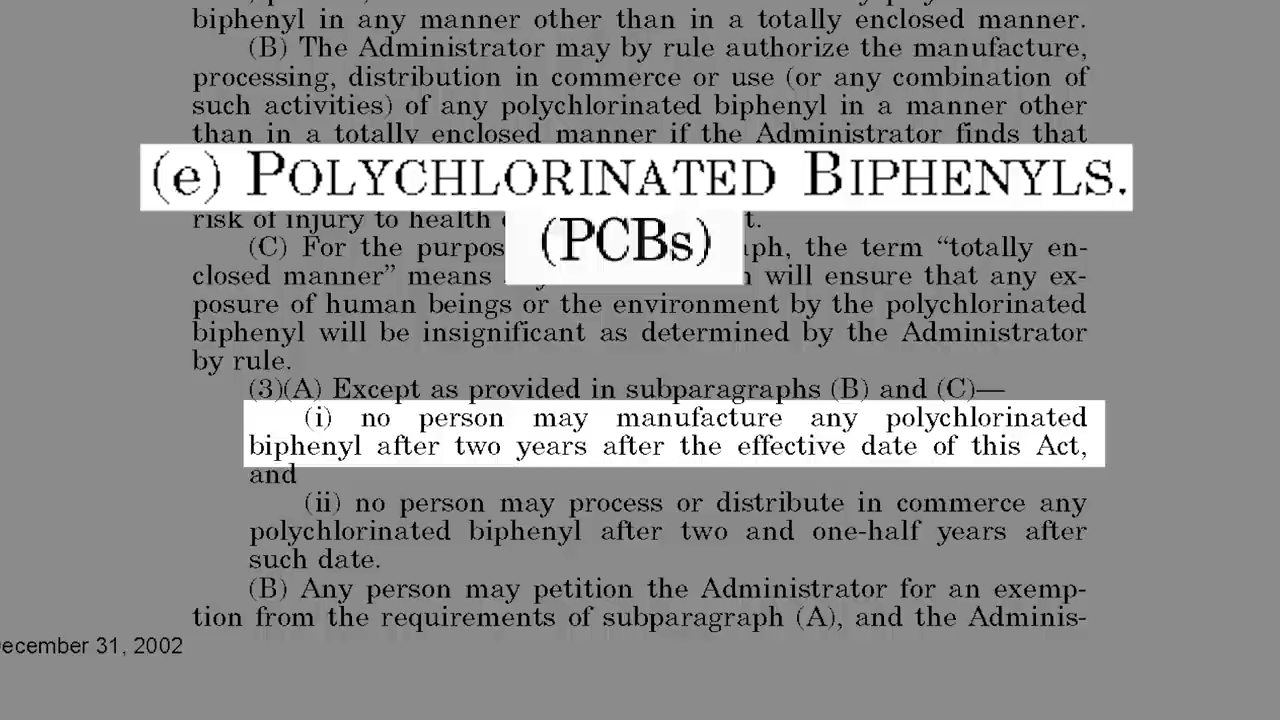 biphenyl in any manner other than in a totally enclosed manner.
(B) The Administrator may by rule authorize the manufacture,
processing, distribution in commerce or use (or any combination of
such activities) of any polychlorinated biphenyl in a manner other
than in a totally enclosed manner if the Administrator finds that
(e) POLYCHLORINATED BIPHENYLS.
risk of injury to health
(PCBs)
(C) For the the term “totally en-
closed manner” means will ensure that any ex-
posure of human beings or the environment by the polychlorinated
biphenyl will be insignificant as determined by the Administrator
by rule.
(3)(A) Except as provided in subparagraphs (B) and (C)—
(i) no person may manufacture any polychlorinated
biphenyl after two years after the effective date of this Act,
and
(ii) no person may process or distribute in commerce any
polychlorinated biphenyl after two and one-half years after
such date.
(B) Any person may petition the Administrator for an exemp-
tion from the requirements of subparagraph (A), and the Adminis-
ecember 31, 2002